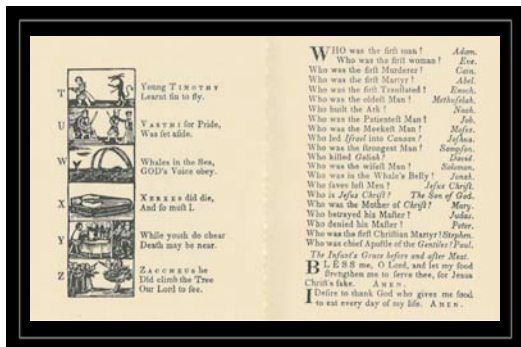 T
Young TIMOTHY
Learnt ſin to fly.
U
VASTHI for Pride,
Was ſet aſide.
W
Whales in the Sea,
GOD's Voice obey.
X
XERXES did die,
And ſo muſt I.
Y
While youth do chear
Death may be near.
Z
ZACCHEUS he
Did climb the Tree
Our Lord to ſee.
WHO was the firſt man? Adam.
Who was the firſt woman? Eve.
Who was the firſt Murderer? Cain.
Who was the firſt Martyr? Abel.
Who was the firſt Tranſlated? Enoch.
Who was the oldeſt Man? Methuſelah.
Who built the Ark? Noah.
Who was the Patienteſt Man? Job.
Who was the Meekeſt Man? Moſes.
Who led Iſrael into Canaan? Joſhua.
Who was the ſtrongeſt Man? Sampſon.
Who killed Goliah? David.
Who was the wiſeſt Man? Solomon.
Who was in the Whale's Belly? Jonah.
Who ſaves loſt Men? Jeſus Chriſt.
Who is Jeſus Chriſt? The Son of God.
Who was the Mother of Chriſt? Mary.
Who betrayed his Maſter? Judas.
Who denied his Maſter? Peter.
Who was the firſt Chriſtian Martyr? Stephen.
Who was chief Apoſtle of the Gentiles? Paul.
The Infant's Grace before and after Meat.
BLESS me, O Lord, and let my food
ſtrengthen me to ſerve thee, for Jeſus
Chriſt's ſake. AMEN.
I Deſire to thank God who gives me food
to eat every day of my life. AMEN.